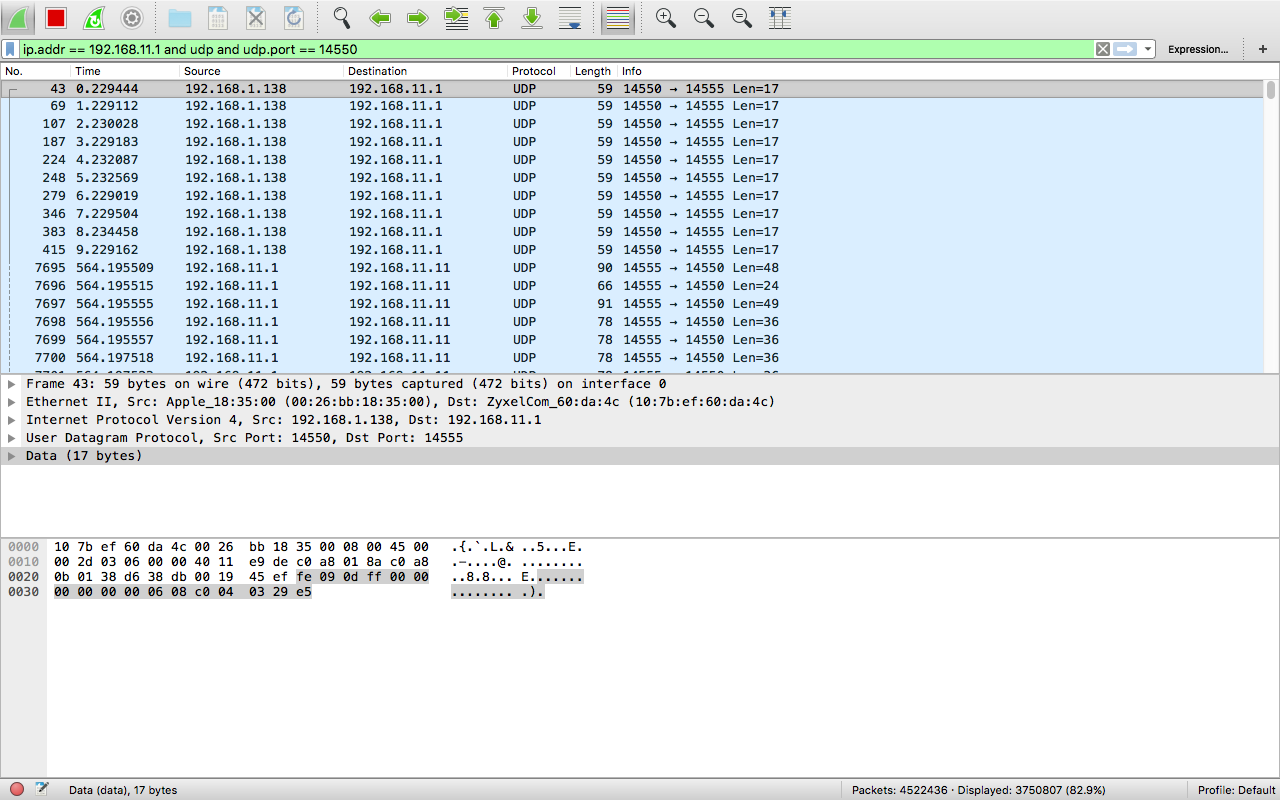 ip.addr == 192.168.11.1 and udp and udp.port == 14550 Expression... +
No. Time Source Destination Protocol Length Info
43 0.229444 192.168.1.138 192.168.11.1 UDP 59 14550 → 14555 Len=17
69 1.229112 192.168.1.138 192.168.11.1 UDP 59 14550 → 14555 Len=17
107 2.230028 192.168.1.138 192.168.11.1 UDP 59 14550 → 14555 Len=17
187 3.229183 192.168.1.138 192.168.11.1 UDP 59 14550 → 14555 Len=17
224 4.232087 192.168.1.138 192.168.11.1 UDP 59 14550 → 14555 Len=17
248 5.232569 192.168.1.138 192.168.11.1 UDP 59 14550 → 14555 Len=17
279 6.229019 192.168.1.138 192.168.11.1 UDP 59 14550 → 14555 Len=17
346 7.229504 192.168.1.138 192.168.11.1 UDP 59 14550 → 14555 Len=17
383 8.234458 192.168.1.138 192.168.11.1 UDP 59 14550 → 14555 Len=17
415 9.229162 192.168.1.138 192.168.11.1 UDP 59 14550 → 14555 Len=17
7695 564.195509 192.168.11.1 192.168.11.11 UDP 90 14555 → 14550 Len=48
7696 564.195515 192.168.11.1 192.168.11.11 UDP 66 14555 → 14550 Len=24
7697 564.195555 192.168.11.1 192.168.11.11 UDP 91 14555 → 14550 Len=49
7698 564.195556 192.168.11.1 192.168.11.11 UDP 78 14555 → 14550 Len=36
7699 564.195557 192.168.11.1 192.168.11.11 UDP 78 14555 → 14550 Len=36
7700 564.197518 192.168.11.1 192.168.11.11 UDP 78 14555 → 14550 Len=36
Frame 43: 59 bytes on wire (472 bits), 59 bytes captured (472 bits) on interface 0
Ethernet II, Src: Apple_18:35:00 (00:26:bb:18:35:00), Dst: ZyxelCom_60:da:4c (10:7b:ef:60:da:4c)
Internet Protocol Version 4, Src: 192.168.1.138, Dst: 192.168.11.1
User Datagram Protocol, Src Port: 14550, Dst Port: 14555
Data (17 bytes)
0000 10 7b ef 60 da 4c 00 26 bb 18 35 00 08 00 45 00 .{.`.L.& ..5...E.
0010 00 2d 03 06 00 00 40 11 e9 de c0 a8 01 8a c0 a8 .-....@. ........
0020 0b 01 38 d6 38 db 00 19 45 ef fe 09 0d ff 00 00 ..8.8... E.......
0030 00 00 00 00 06 08 c0 04 03 29 e5 ........ .).
Data (data), 17 bytes Packets: 4522436 · Displayed: 3750807 (82.9%) Profile: Default